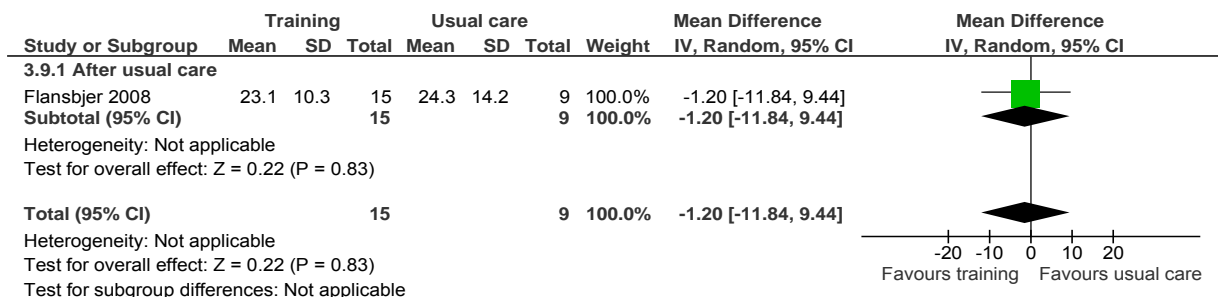 Training Usual care Mean Difference Mean Difference
Study or Subgroup Mean SD Total Mean SD Total Weight IV, Random, 95% CI IV, Random, 95% CI
3.9.1 After usual care
Flansbjer 2008 23.1 10.3 15 24.3 14.2 9 100.0% -1.20 [-11.84, 9.44]
Subtotal (95% CI) 15 9 100.0% -1.20 [-11.84, 9.44]
Heterogeneity: Not applicable
Test for overall effect: Z = 0.22 (P = 0.83)
Total (95% CI) 15 9 100.0% -1.20 [-11.84, 9.44]
Heterogeneity: Not applicable
Test for overall effect: Z = 0.22 (P = 0.83)
Test for subgroup differences: Not applicable
-20 -10 0 10 20
Favours training Favours usual care